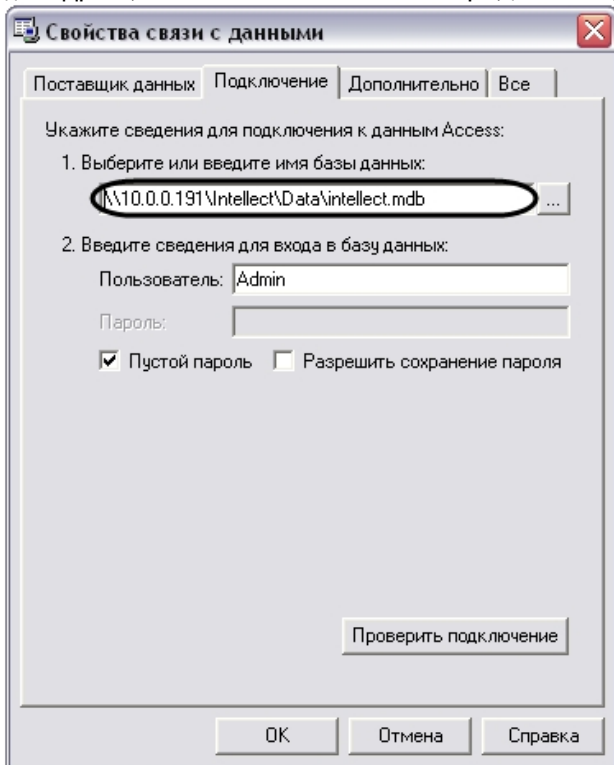 Свойства связи с данными
Поставщик данных Подключение Дополнительно Все
Укажите сведения для подключения к данным Access:
1. Выберите или введите имя базы данных:
\\10.0.0.191\Intellect\Data\intellect.mdb ...
2. Введите сведения для входа в базу данных:
Пользователь: Admin
Пароль:
Пустой пароль Разрешить сохранение пароля
Проверить подключение
OK Отмена Справка